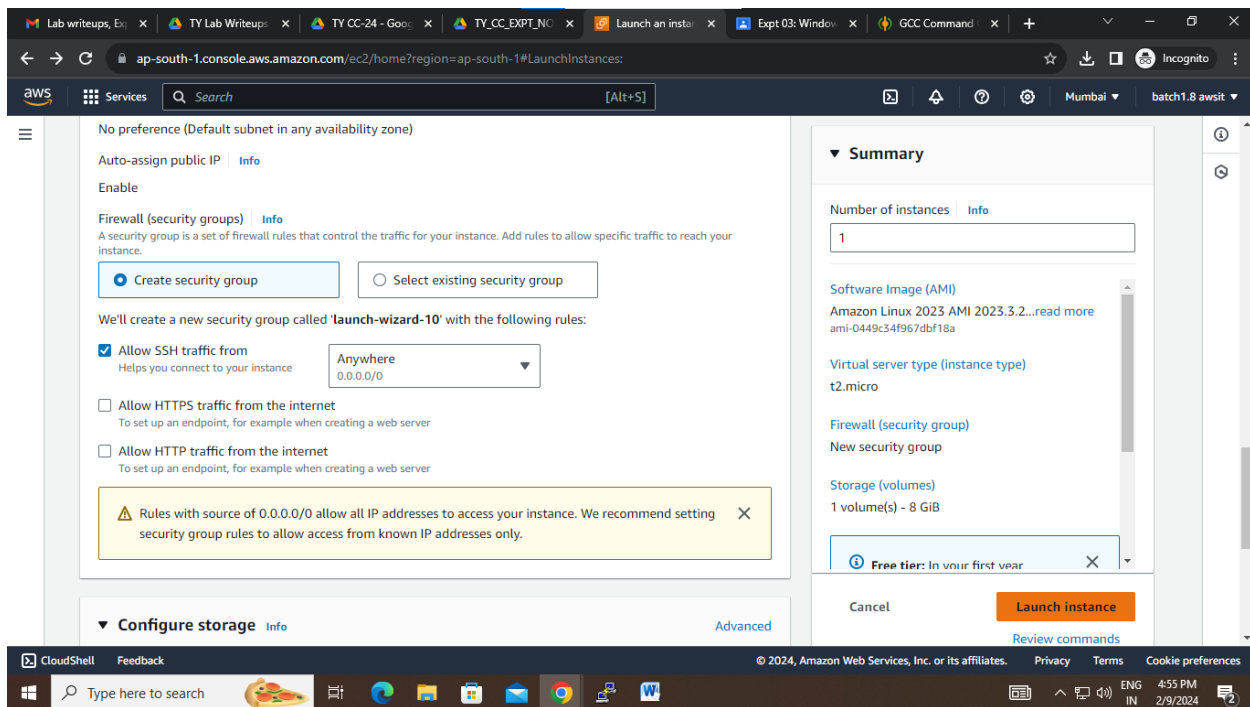 Lab writeups, Ex
TY Lab Writeups
TY CC-24 - Goog
TY_CC_EXPT_NO
Launch an instan
Expt 03: Window
GCC Command
ap-south-1.console.aws.amazon.com/ec2/home?region=ap-south-1#LaunchInstances:
Incognito
aws
Services
Search
[Alt+S]
Mumbai
batch1.8 awsit
No preference (Default subnet in any availability zone)
Auto-assign public IP
Info
Enable
Firewall (security groups)
Info
A security group is a set of firewall rules that control the traffic for your instance. Add rules to allow specific traffic to reach your
instance.
Create security group
Select existing security group
We'll create a new security group called 'launch-wizard-10' with the following rules:
Allow SSH traffic from
Helps you connect to your instance
Anywhere
0.0.0.0/0
Allow HTTPS traffic from the internet
To set up an endpoint, for example when creating a web server
Allow HTTP traffic from the internet
To set up an endpoint, for example when creating a web server
Rules with source of 0.0.0.0/0 allow all IP addresses to access your instance. We recommend setting
security group rules to allow access from known IP addresses only.
Configure storage
Info
Advanced
Summary
Number of instances
Info
1
Software Image (AMI)
Amazon Linux 2023 AMI 2023.3.2...read more
ami-0449c34f967dbf18a
Virtual server type (instance type)
t2.micro
Firewall (security group)
New security group
Storage (volumes)
1 volume(s) - 8 GiB
Free tier: In your first year
Cancel
Launch instance
Review commands
CloudShell
Feedback
© 2024, Amazon Web Services, Inc. or its affiliates.
Privacy
Terms
Cookie preferences
Type here to search
W
ENG
IN
4:55 PM
2/9/2024
2